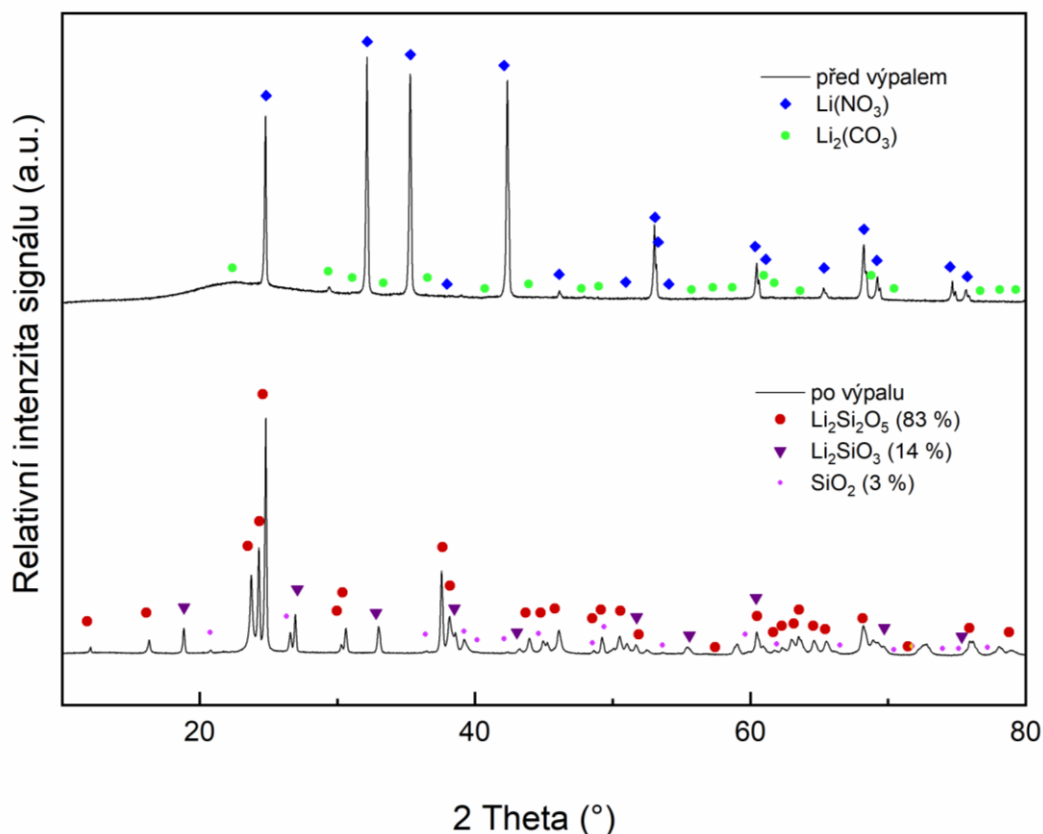 Relativní intenzita signálu (a.u.)
před výpalem
Li(NO₃)
Li₂(CO₃)
po výpalu
Li₂Si₂O₅ (83 %)
Li₂SiO₃ (14 %)
SiO₂ (3 %)
20 40 60 80
2 Theta (°)